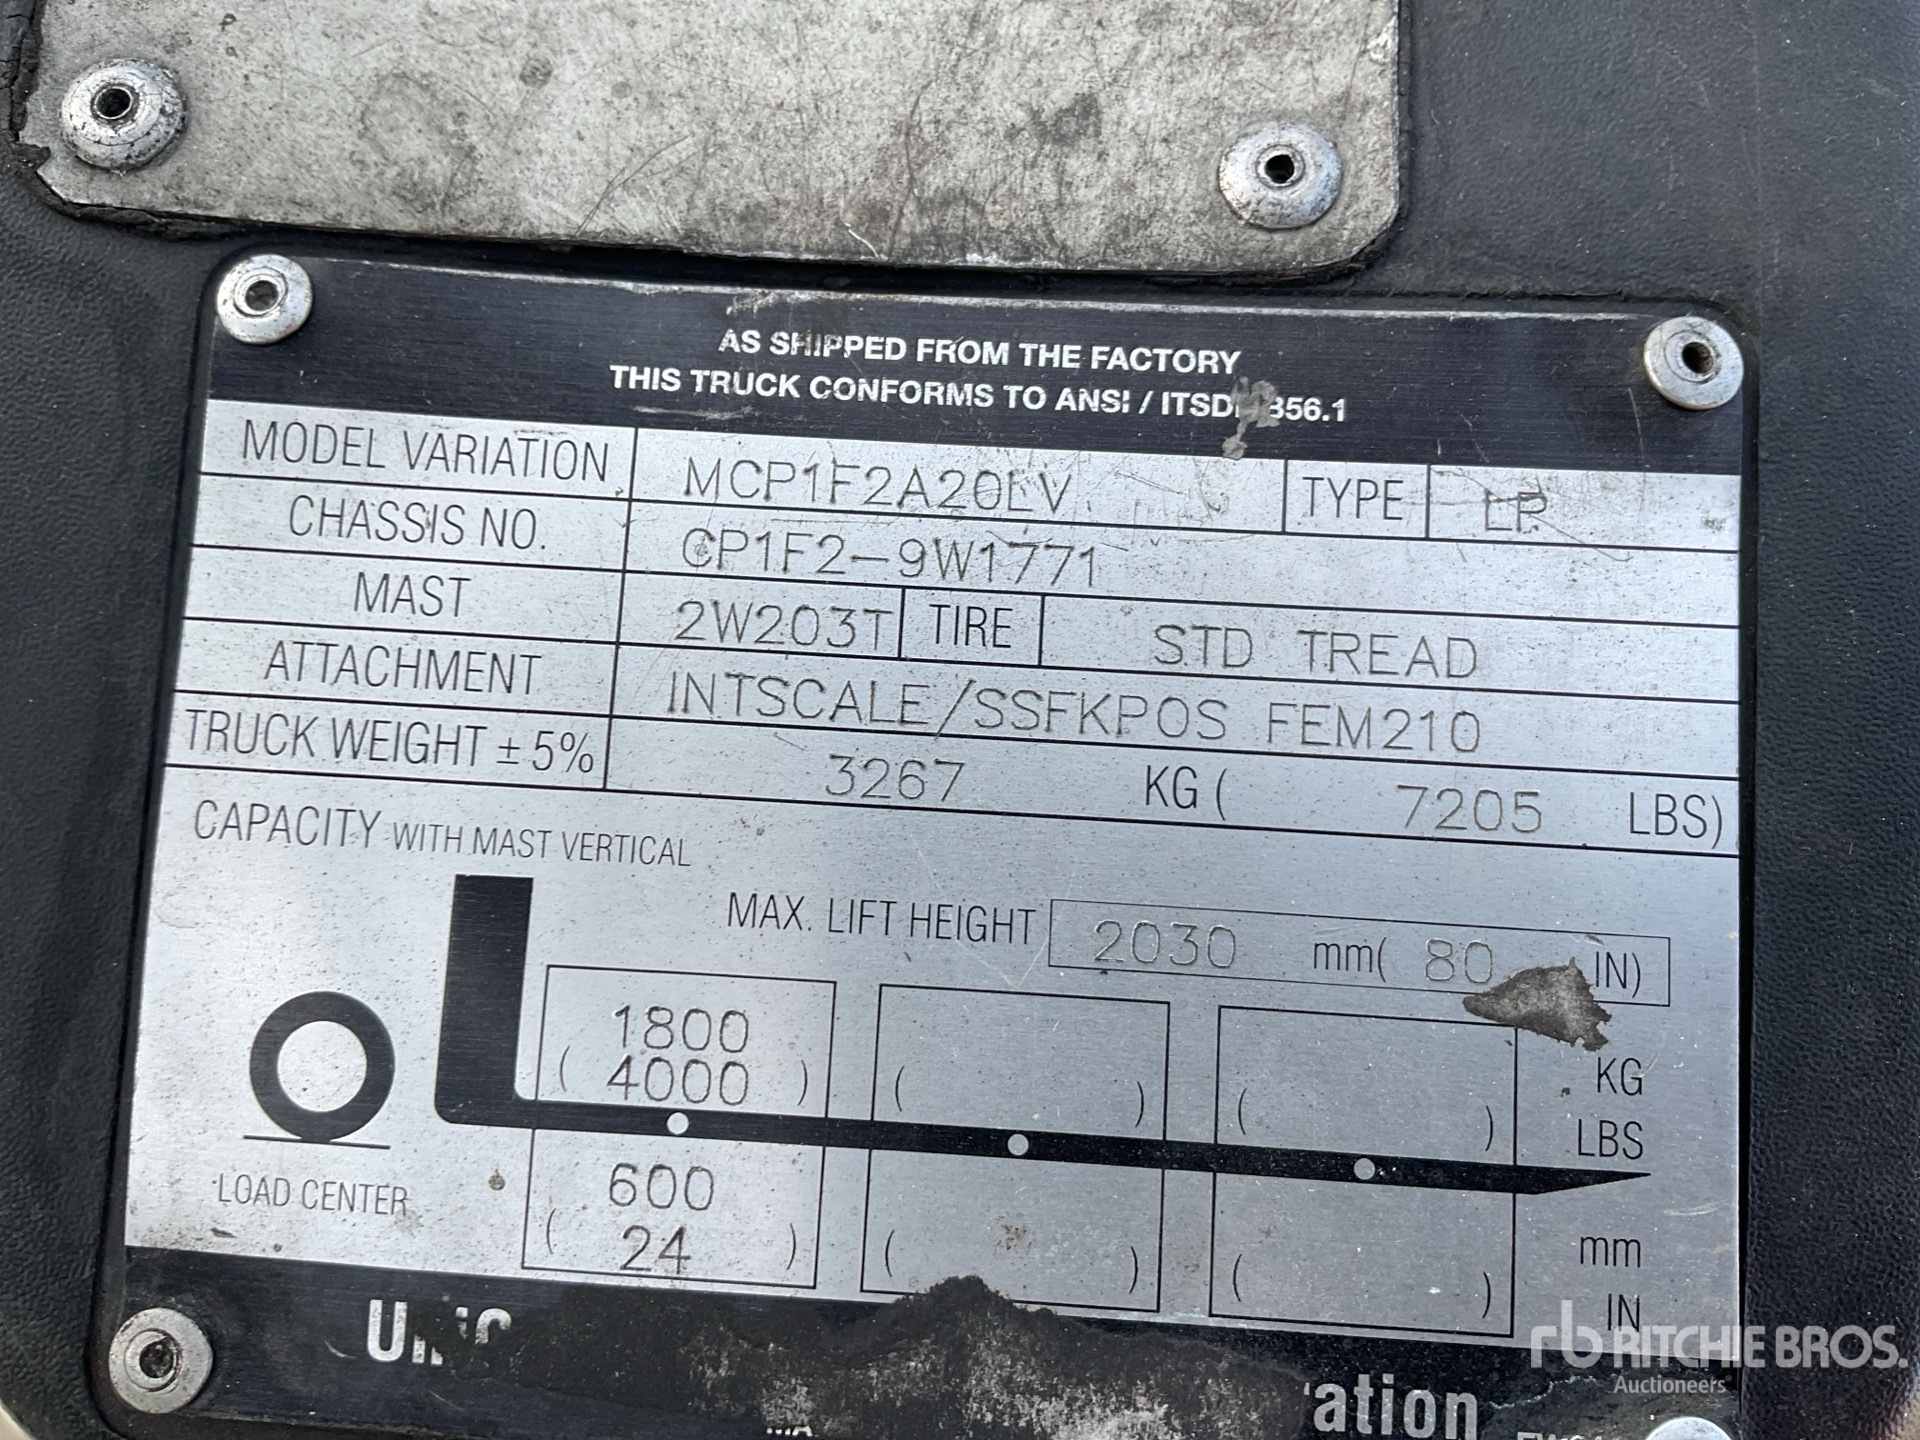 AS SHIPPED FROM THE FACTORY
THIS TRUCK CONFORMS TO ANSI / ITSDF B56.1
MODEL VARIATION MCP1F2A20LV TYPE LP
CHASSIS NO. CP1F2-9W1771
MAST 2W203T TIRE STD TREAD
ATTACHMENT INTSCALE/SSFKPOS FEM210
TRUCK WEIGHT ± 5% 3267 KG ( 7205 LBS)
CAPACITY WITH MAST VERTICAL
MAX. LIFT HEIGHT 2030 mm( 80 IN)
1800 KG
( 4000 ) ( ) ( ) LBS
LOAD CENTER
600 mm
( 24 ) ( ) ( ) IN
rb RITCHIE BROS.
Auctioneers